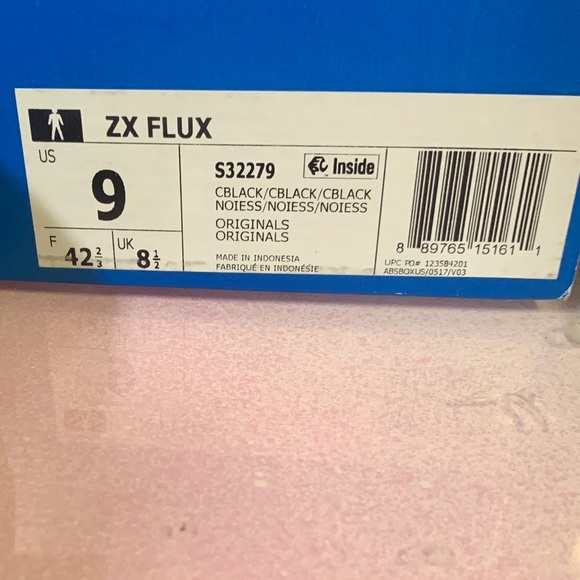 ZX FLUX
US
9
F 42 2/3
UK 8 1/2
S32279
Inside
CBLACK/CBLACK/CBLACK
NOIESS/NOIESS/NOIESS
ORIGINALS
ORIGINALS
MADE IN INDONESIA
FABRIQUÉ EN INDONÉSIE
8 89765 15161 1
UPC PO# 123584201
ABSBOXUS/0517/V03